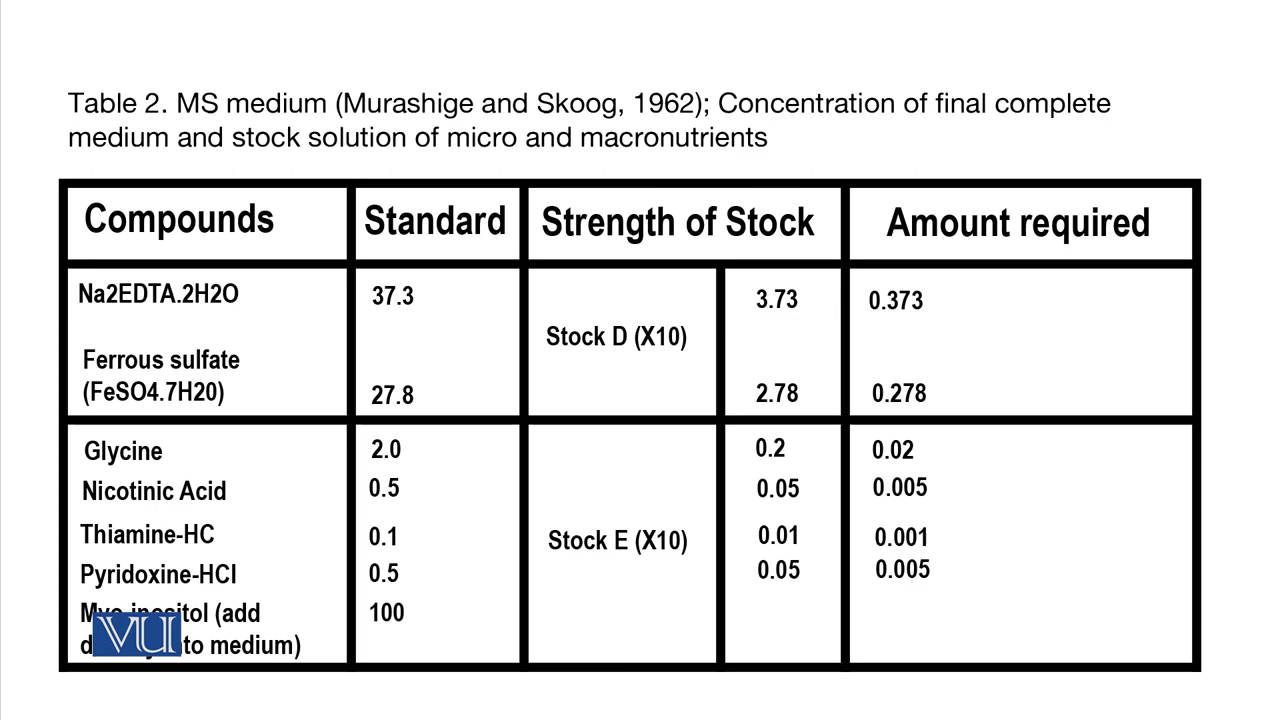 Table 2. MS medium (Murashige and Skoog, 1962); Concentration of final complete
medium and stock solution of micro and macronutrients
Compounds Standard Strength of Stock Amount required
Na2EDTA.2H2O 37.3 3.73 0.373
Stock D (X10)
Ferrous sulfate
(FeSO4.7H20) 27.8 2.78 0.278
Glycine 2.0 0.2 0.02
Nicotinic Acid 0.5 0.05 0.005
Thiamine-HC 0.1 Stock E (X10) 0.01 0.001
Pyridoxine-HCl 0.5 0.05 0.005
(add 100
to medium)
VU